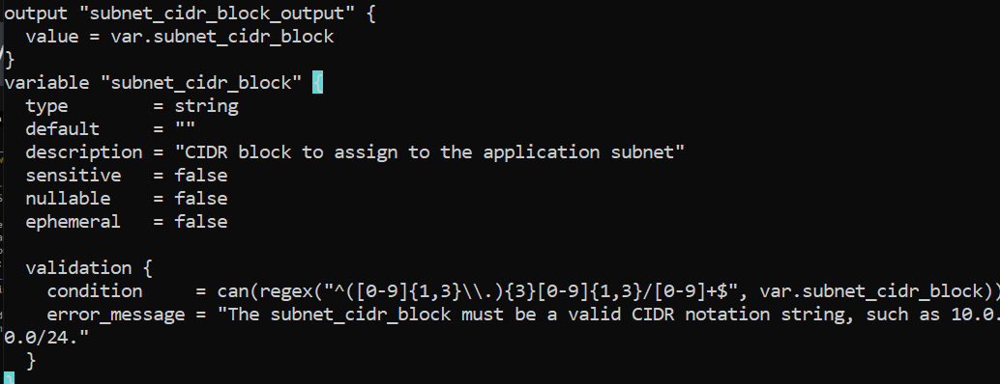 output "subnet_cidr_block_output" {
  value = var.subnet_cidr_block
}
variable "subnet_cidr_block" {
  type        = string
  default     = ""
  description = "CIDR block to assign to the application subnet"
  sensitive   = false
  nullable    = false
  ephemeral   = false

  validation {
    condition     = can(regex("^([0-9]{1,3}\\.){3}[0-9]{1,3}/[0-9]+$", var.subnet_cidr_block))
    error_message = "The subnet_cidr_block must be a valid CIDR notation string, such as 10.0.
0.0/24."
  }
}